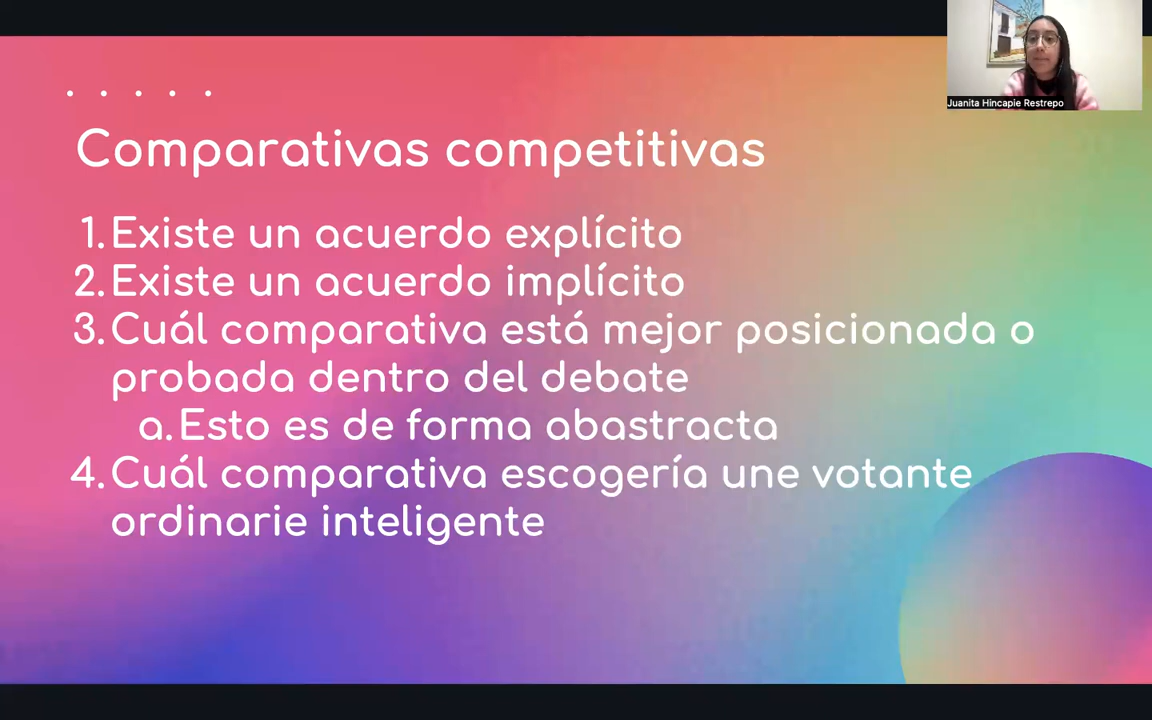 Juanita Hincapie Restrepo
Comparativas competitivas
1. Existe un acuerdo explícito
2. Existe un acuerdo implícito
3. Cuál comparativa está mejor posicionada o
probada dentro del debate
a. Esto es de forma abastracta
4. Cuál comparativa escogería une votante
ordinarie inteligente